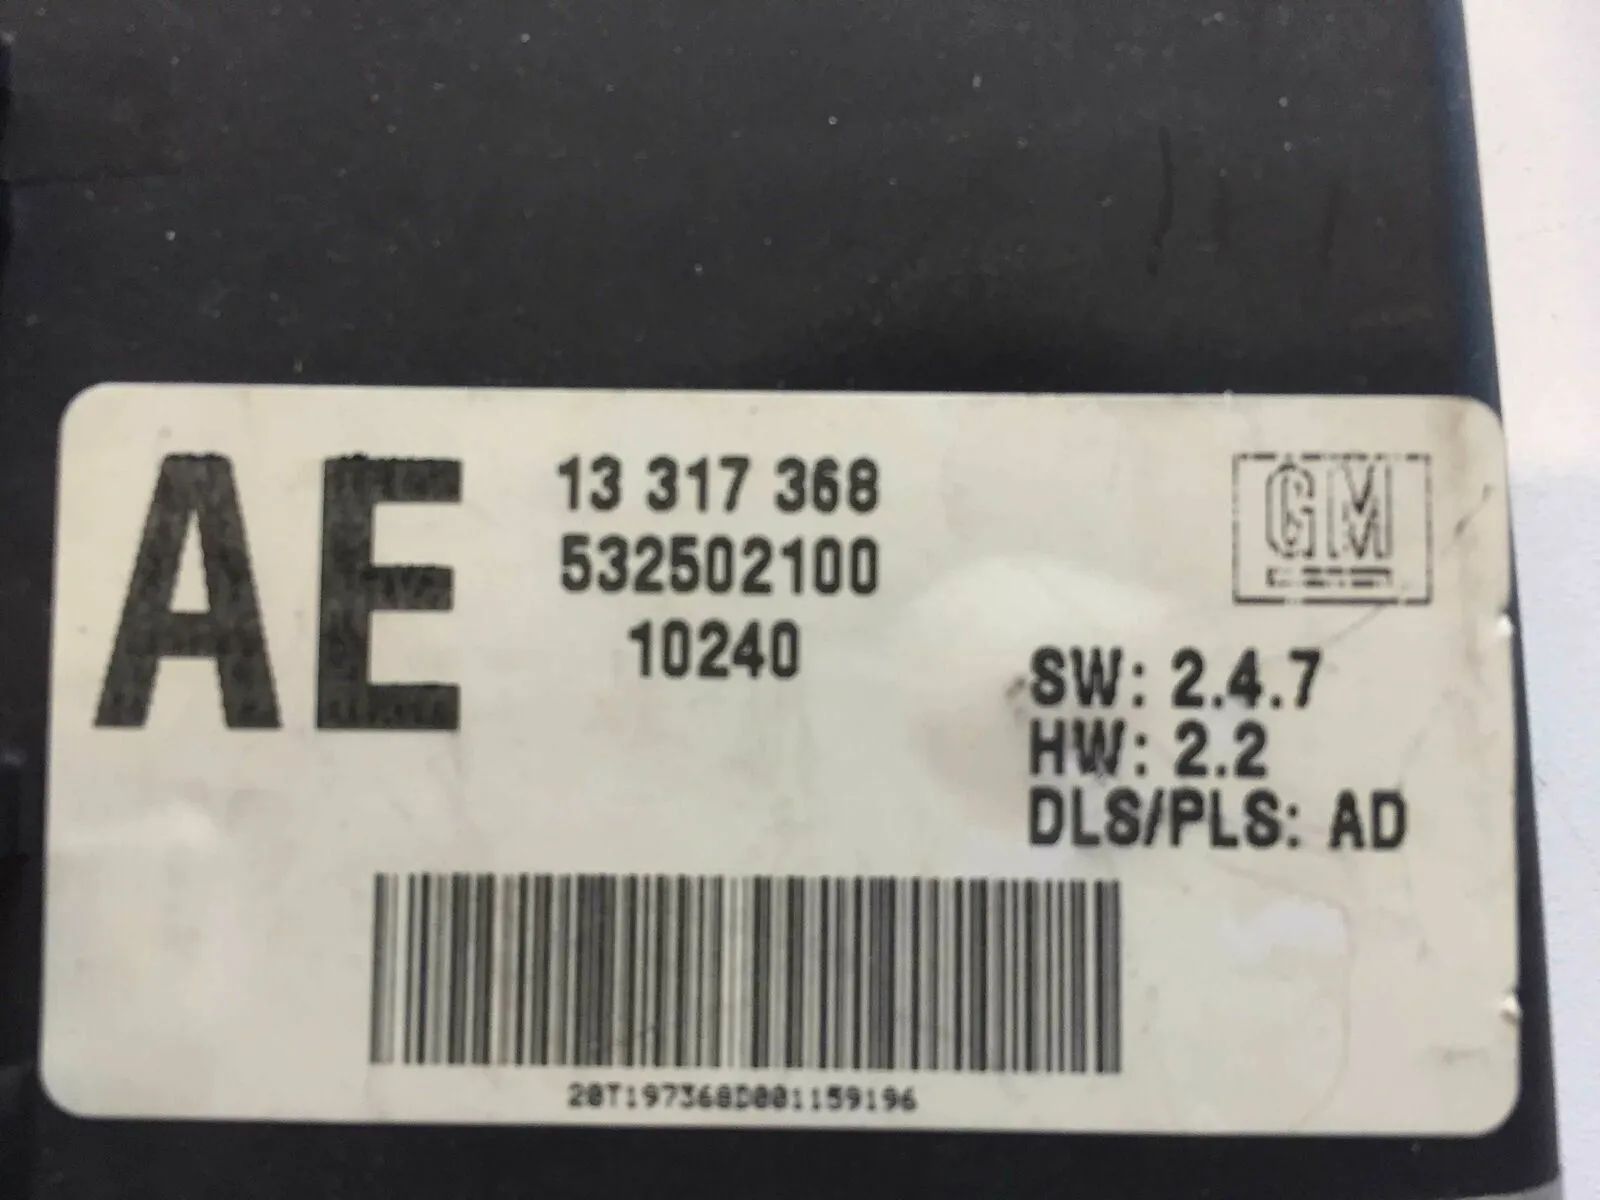 AE
13 317 368
532502100
10240
GM
SW: 2.4.7
HW: 2.2
DLS/PLS: AD
20T197368D001159196